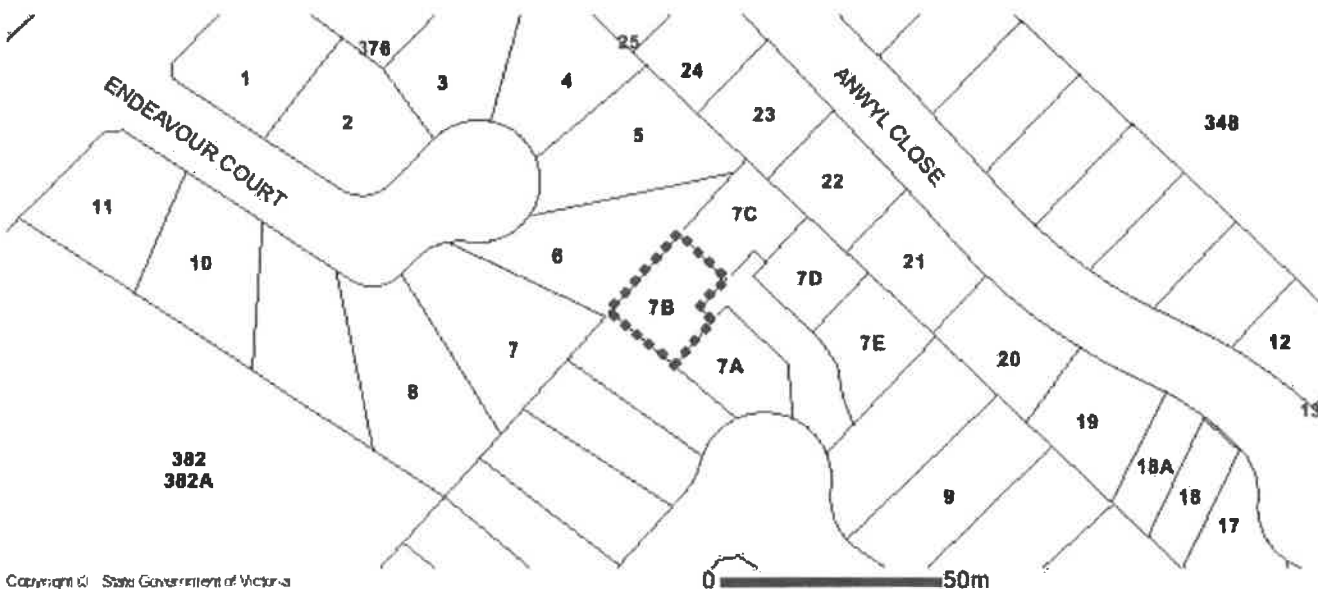 376
25
1
3
4
24
ENDEAVOUR COURT
2
5
23
ANWYL CLOSE
348
22
11
7C
10
6
21
7D
7B
7
7E
12
7A
20
8
13
19
382
382A
18A
9
18
17
Copyright © State Government of Victoria
0 50m